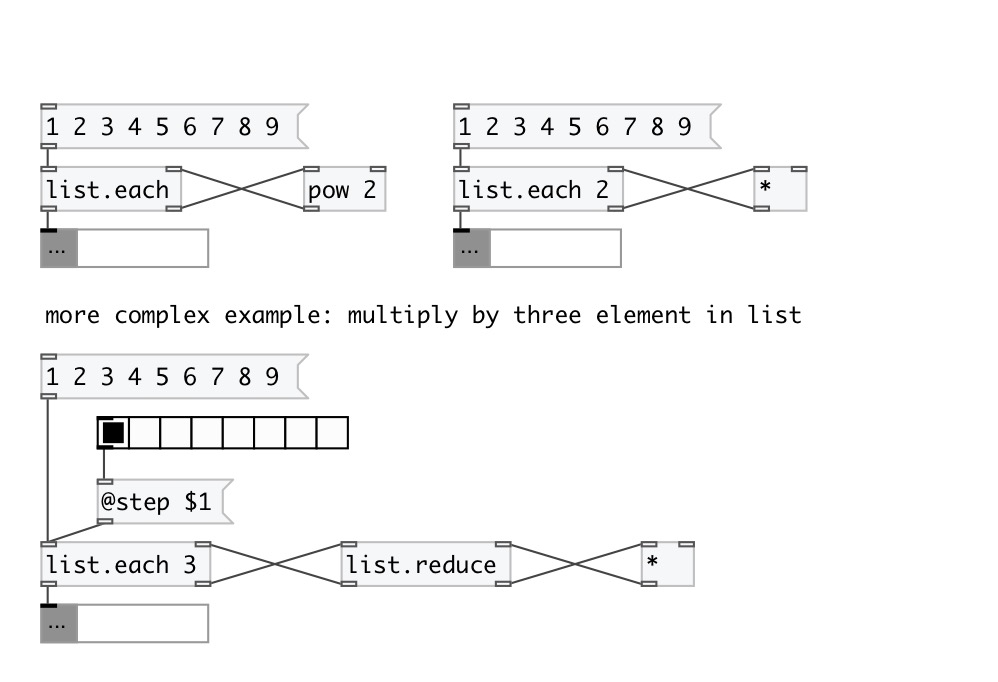 1 2 3 4 5 6 7 8 9
1 2 3 4 5 6 7 8 9
list.each
pow 2
list.each 2
*
...
...
more complex example: multiply by three element in list
1 2 3 4 5 6 7 8 9
@step $1
list.each 3
list.reduce
*
...